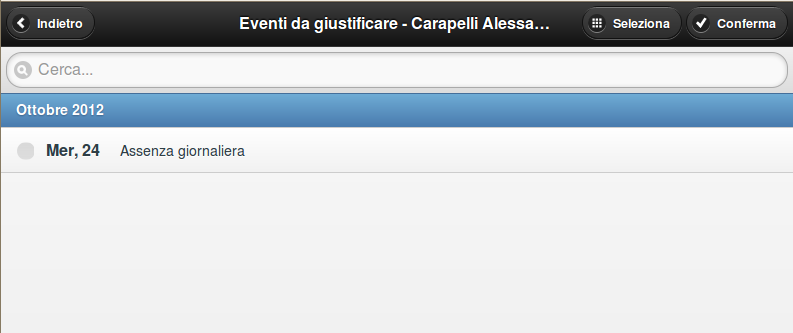 Indietro
Eventi da giustificare - Carapelli Alessa...
Seleziona
Conferma
Cerca...
Ottobre 2012
Mer, 24 Assenza giornaliera